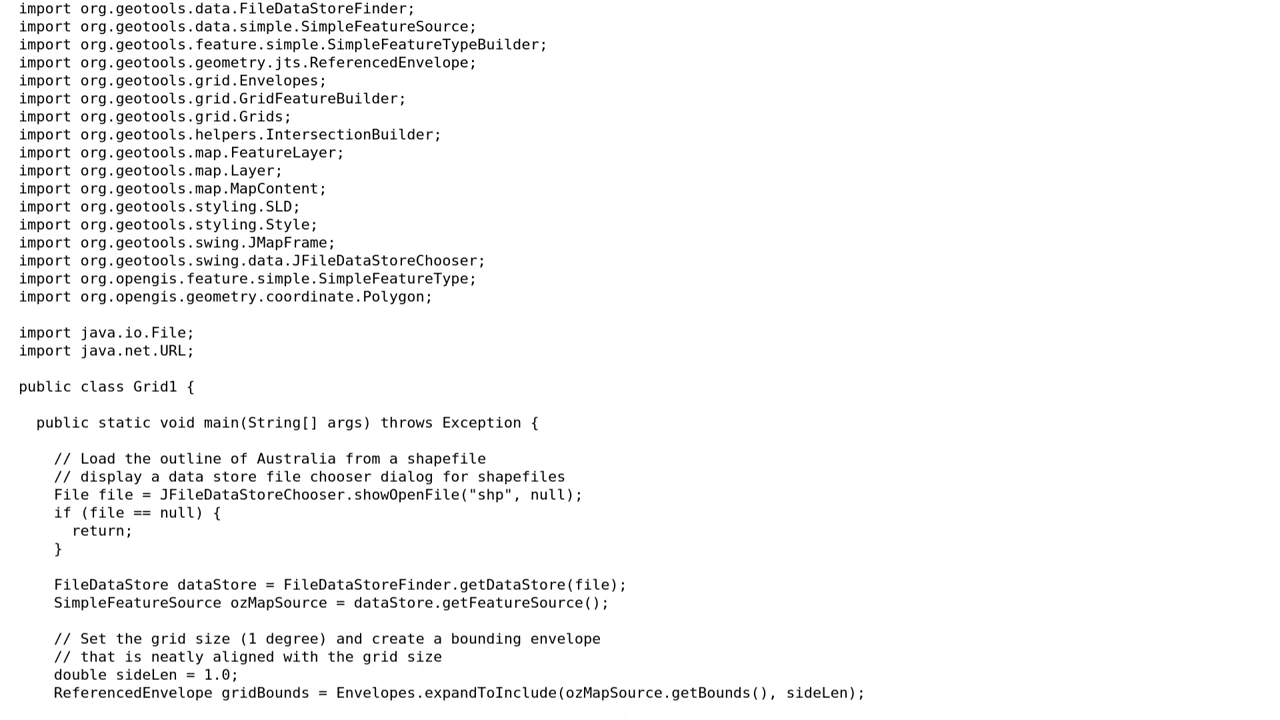 import org.geotools.data.FileDataStoreFinder;
import org.geotools.data.simple.SimpleFeatureSource;
import org.geotools.feature.simple.SimpleFeatureTypeBuilder;
import org.geotools.geometry.jts.ReferencedEnvelope;
import org.geotools.grid.Envelopes;
import org.geotools.grid.GridFeatureBuilder;
import org.geotools.grid.Grids;
import org.geotools.helpers.IntersectionBuilder;
import org.geotools.map.FeatureLayer;
import org.geotools.map.Layer;
import org.geotools.map.MapContent;
import org.geotools.styling.SLD;
import org.geotools.styling.Style;
import org.geotools.swing.JMapFrame;
import org.geotools.swing.data.JFileDataStoreChooser;
import org.opengis.feature.simple.SimpleFeatureType;
import org.opengis.geometry.coordinate.Polygon;

import java.io.File;
import java.net.URL;

public class Grid1 {

  public static void main(String[] args) throws Exception {

    // Load the outline of Australia from a shapefile
    // display a data store file chooser dialog for shapefiles
    File file = JFileDataStoreChooser.showOpenFile("shp", null);
    if (file == null) {
      return;
    }

    FileDataStore dataStore = FileDataStoreFinder.getDataStore(file);
    SimpleFeatureSource ozMapSource = dataStore.getFeatureSource();

    // Set the grid size (1 degree) and create a bounding envelope
    // that is neatly aligned with the grid size
    double sideLen = 1.0;
    ReferencedEnvelope gridBounds = Envelopes.expandToInclude(ozMapSource.getBounds(), sideLen);